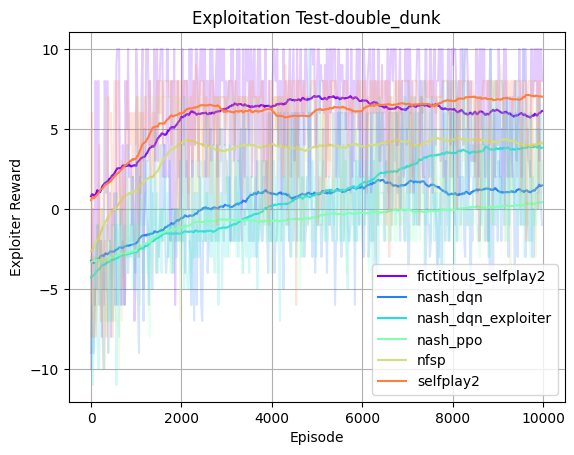 Exploitation Test-double_dunk
Exploiter Reward
10
5
0
−5
−10
fictitious_selfplay2
nash_dqn
nash_dqn_exploiter
nash_ppo
nfsp
selfplay2
0
2000
4000
6000
8000
10000
Episode